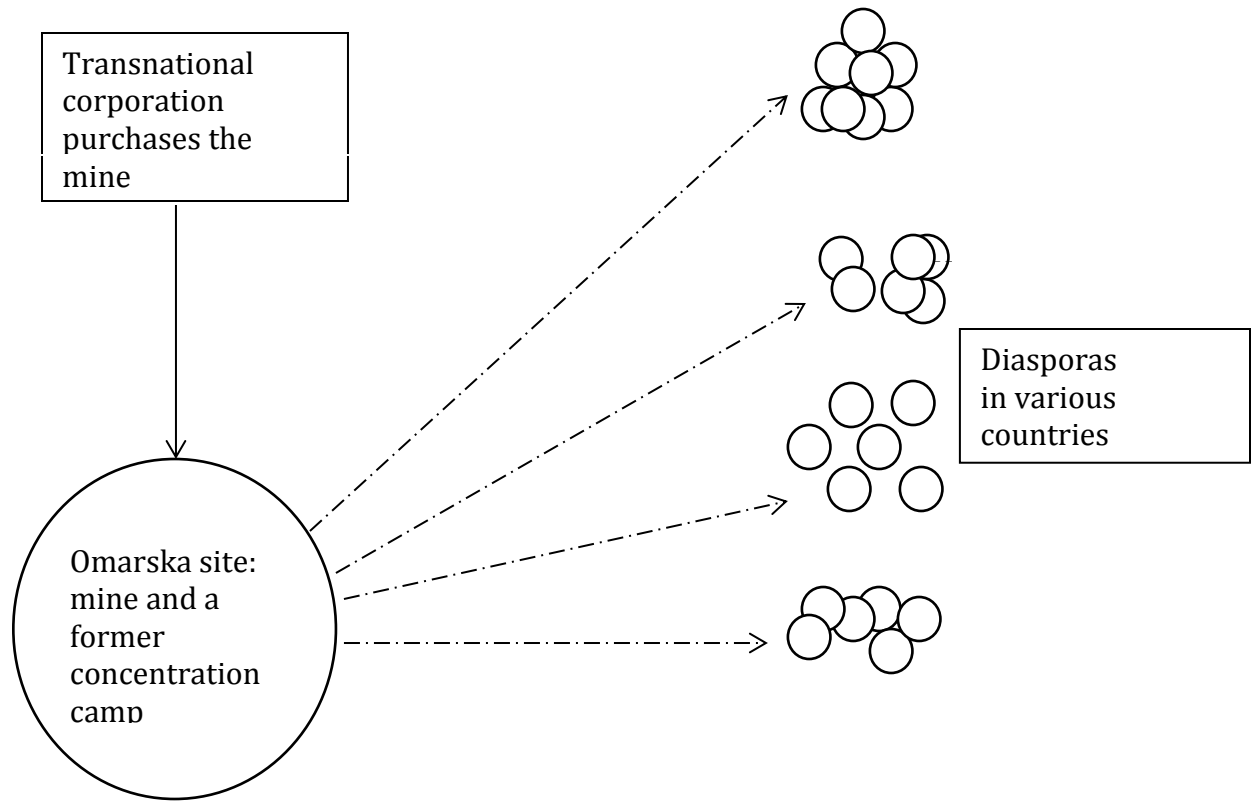 Transnational
corporation
purchases the
mine
Diasporas
in various
countries
Omarska site:
mine and a
former
concentration
camp